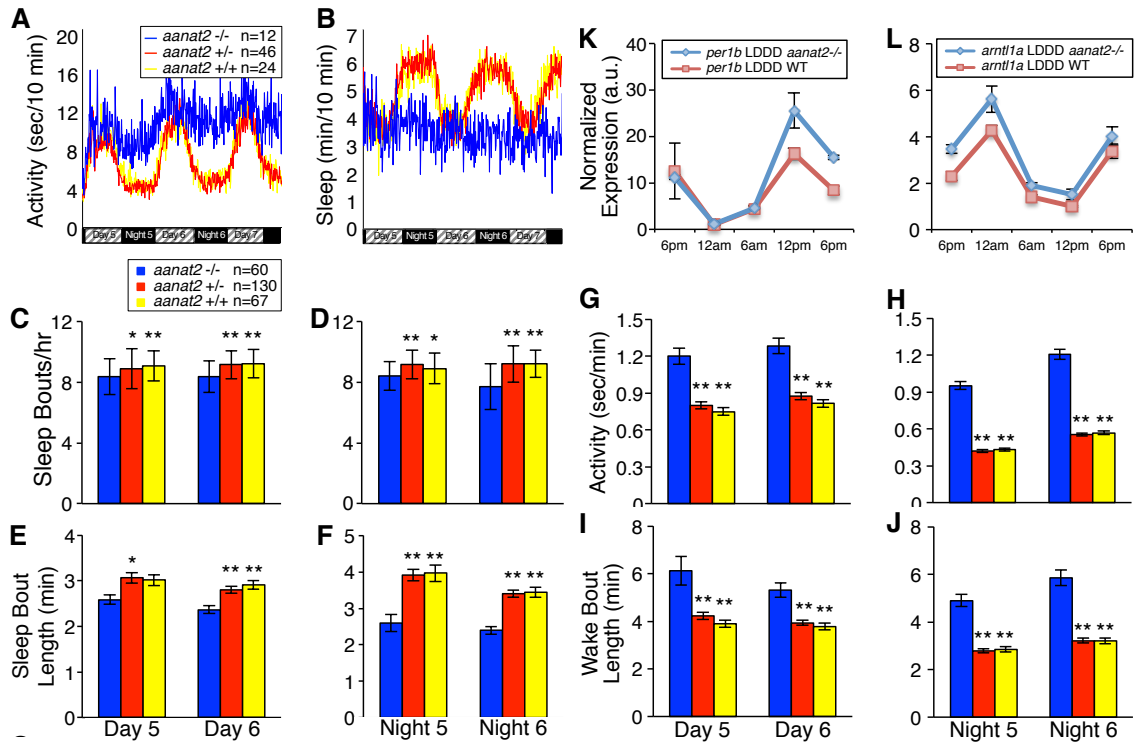 A
Activity (sec/10 min)
20
16
12
8
4
0
aanat2 -/- n=12
aanat2 +/- n=46
aanat2 +/+ n=24
Day 5 Night 5 Day 6 Night 6 Day 7
B
Sleep (min/10 min)
7
6
5
4
3
2
1
0
Day 5 Night 5 Day 6 Night 6 Day 7
K
Normalized
Expression (a.u.)
40
30
20
10
0
per1b LDDD aanat2-/-
per1b LDDD WT
6pm 12am 6am 12pm 6pm
L
6
4
2
0
arntl1a LDDD aanat2-/-
arntl1a LDDD WT
6pm 12am 6am 12pm 6pm
aanat2 -/- n=60
aanat2 +/- n=130
aanat2 +/+ n=67
C
Sleep Bouts/hr
12
8
4
0
* ** ** **
D
12
8
4
0
** * ** **
G
Activity (sec/min)
1.5
1.2
0.9
0.6
0.3
0
** ** ** **
H
1.5
1.2
0.9
0.6
0.3
0
** ** ** **
E
Sleep Bout
Length (min)
4
3
2
1
0
* ** **
Day 5 Day 6
F
5
4
3
2
1
0
** ** ** **
Night 5 Night 6
I
Wake Bout
Length (min)
8
6
4
2
0
** ** ** **
Day 5 Day 6
J
8
6
4
2
0
** ** ** **
Night 5 Night 6